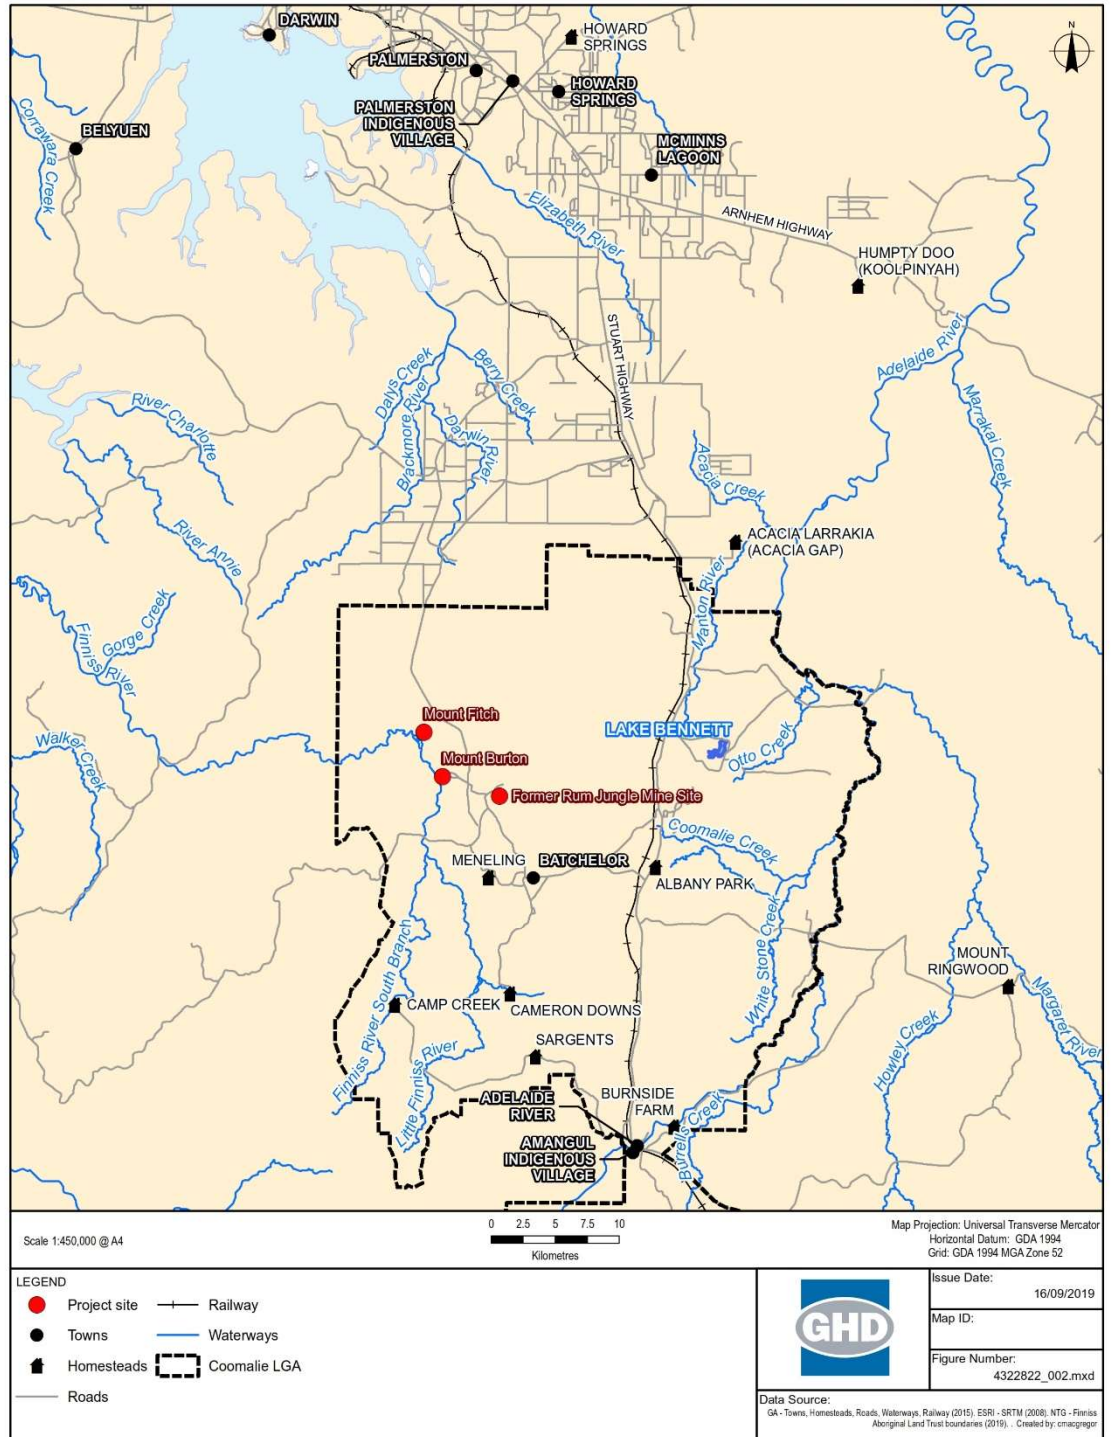 DARWIN
HOWARD
SPRINGS
N
PALMERSTON
HOWARD
SPRINGS
PALMERSTON
INDIGENOUS
VILLAGE
Corrawara Creek
BELYUEN
MCMINNS
LAGOON
Elizabeth River
ARNHEM HIGHWAY
HUMPTY DOO
(KOOLPINYAH)
STUART HIGHWAY
Adelaide River
Dalys Creek
Berry Creek
Marrakai Creek
River Charlotte
Blackmore River
Darwin River
Acacia Creek
River Annie
ACACIA LARRAKIA
(ACACIA GAP)
Manton River
Gorge Creek
Finniss River
Mount Fitch
LAKE BENNETT
Walker Creek
Otto Creek
Mount Burton
Former Rum Jungle Mine Site
Coomalie Creek
MENELING
BATCHELOR
ALBANY PARK
White Stone Creek
MOUNT
RINGWOOD
Finniss River South Branch
CAMP CREEK
CAMERON DOWNS
Margaret River
Howley Creek
SARGENTS
Little Finniss River
ADELAIDE
RIVER
BURNSIDE
FARM
Burrells Creek
AMANGUL
INDIGENOUS
VILLAGE
Scale 1:450,000 @ A4
0 2.5 5 7.5 10
Kilometres
Map Projection: Universal Transverse Mercator
Horizontal Datum: GDA 1994
Grid: GDA 1994 MGA Zone 52
LEGEND
Project site
Railway
Towns
Waterways
Homesteads
Coomalie LGA
Roads
GHD
Issue Date:
16/09/2019
Map ID:
Figure Number:
4322822_002.mxd
Data Source:
GA - Towns, Homesteads, Roads, Waterways, Railway (2015). ESRI - SRTM (2008). NTG - Finniss
Aboriginal Land Trust boundaries (2019). . Created by: cmacgregor